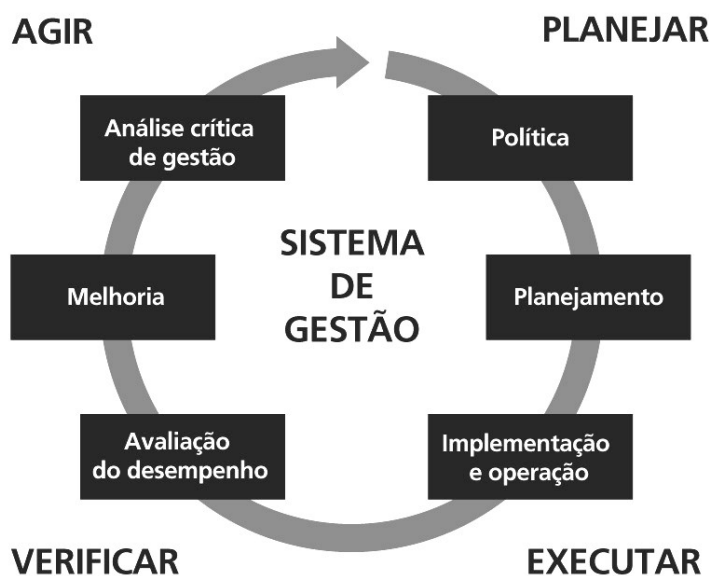 AGIR
PLANEJAR
Análise crítica
de gestão
Política
SISTEMA
DE
GESTÃO
Melhoria
Planejamento
Avaliação
do desempenho
Implementação
e operação
VERIFICAR
EXECUTAR